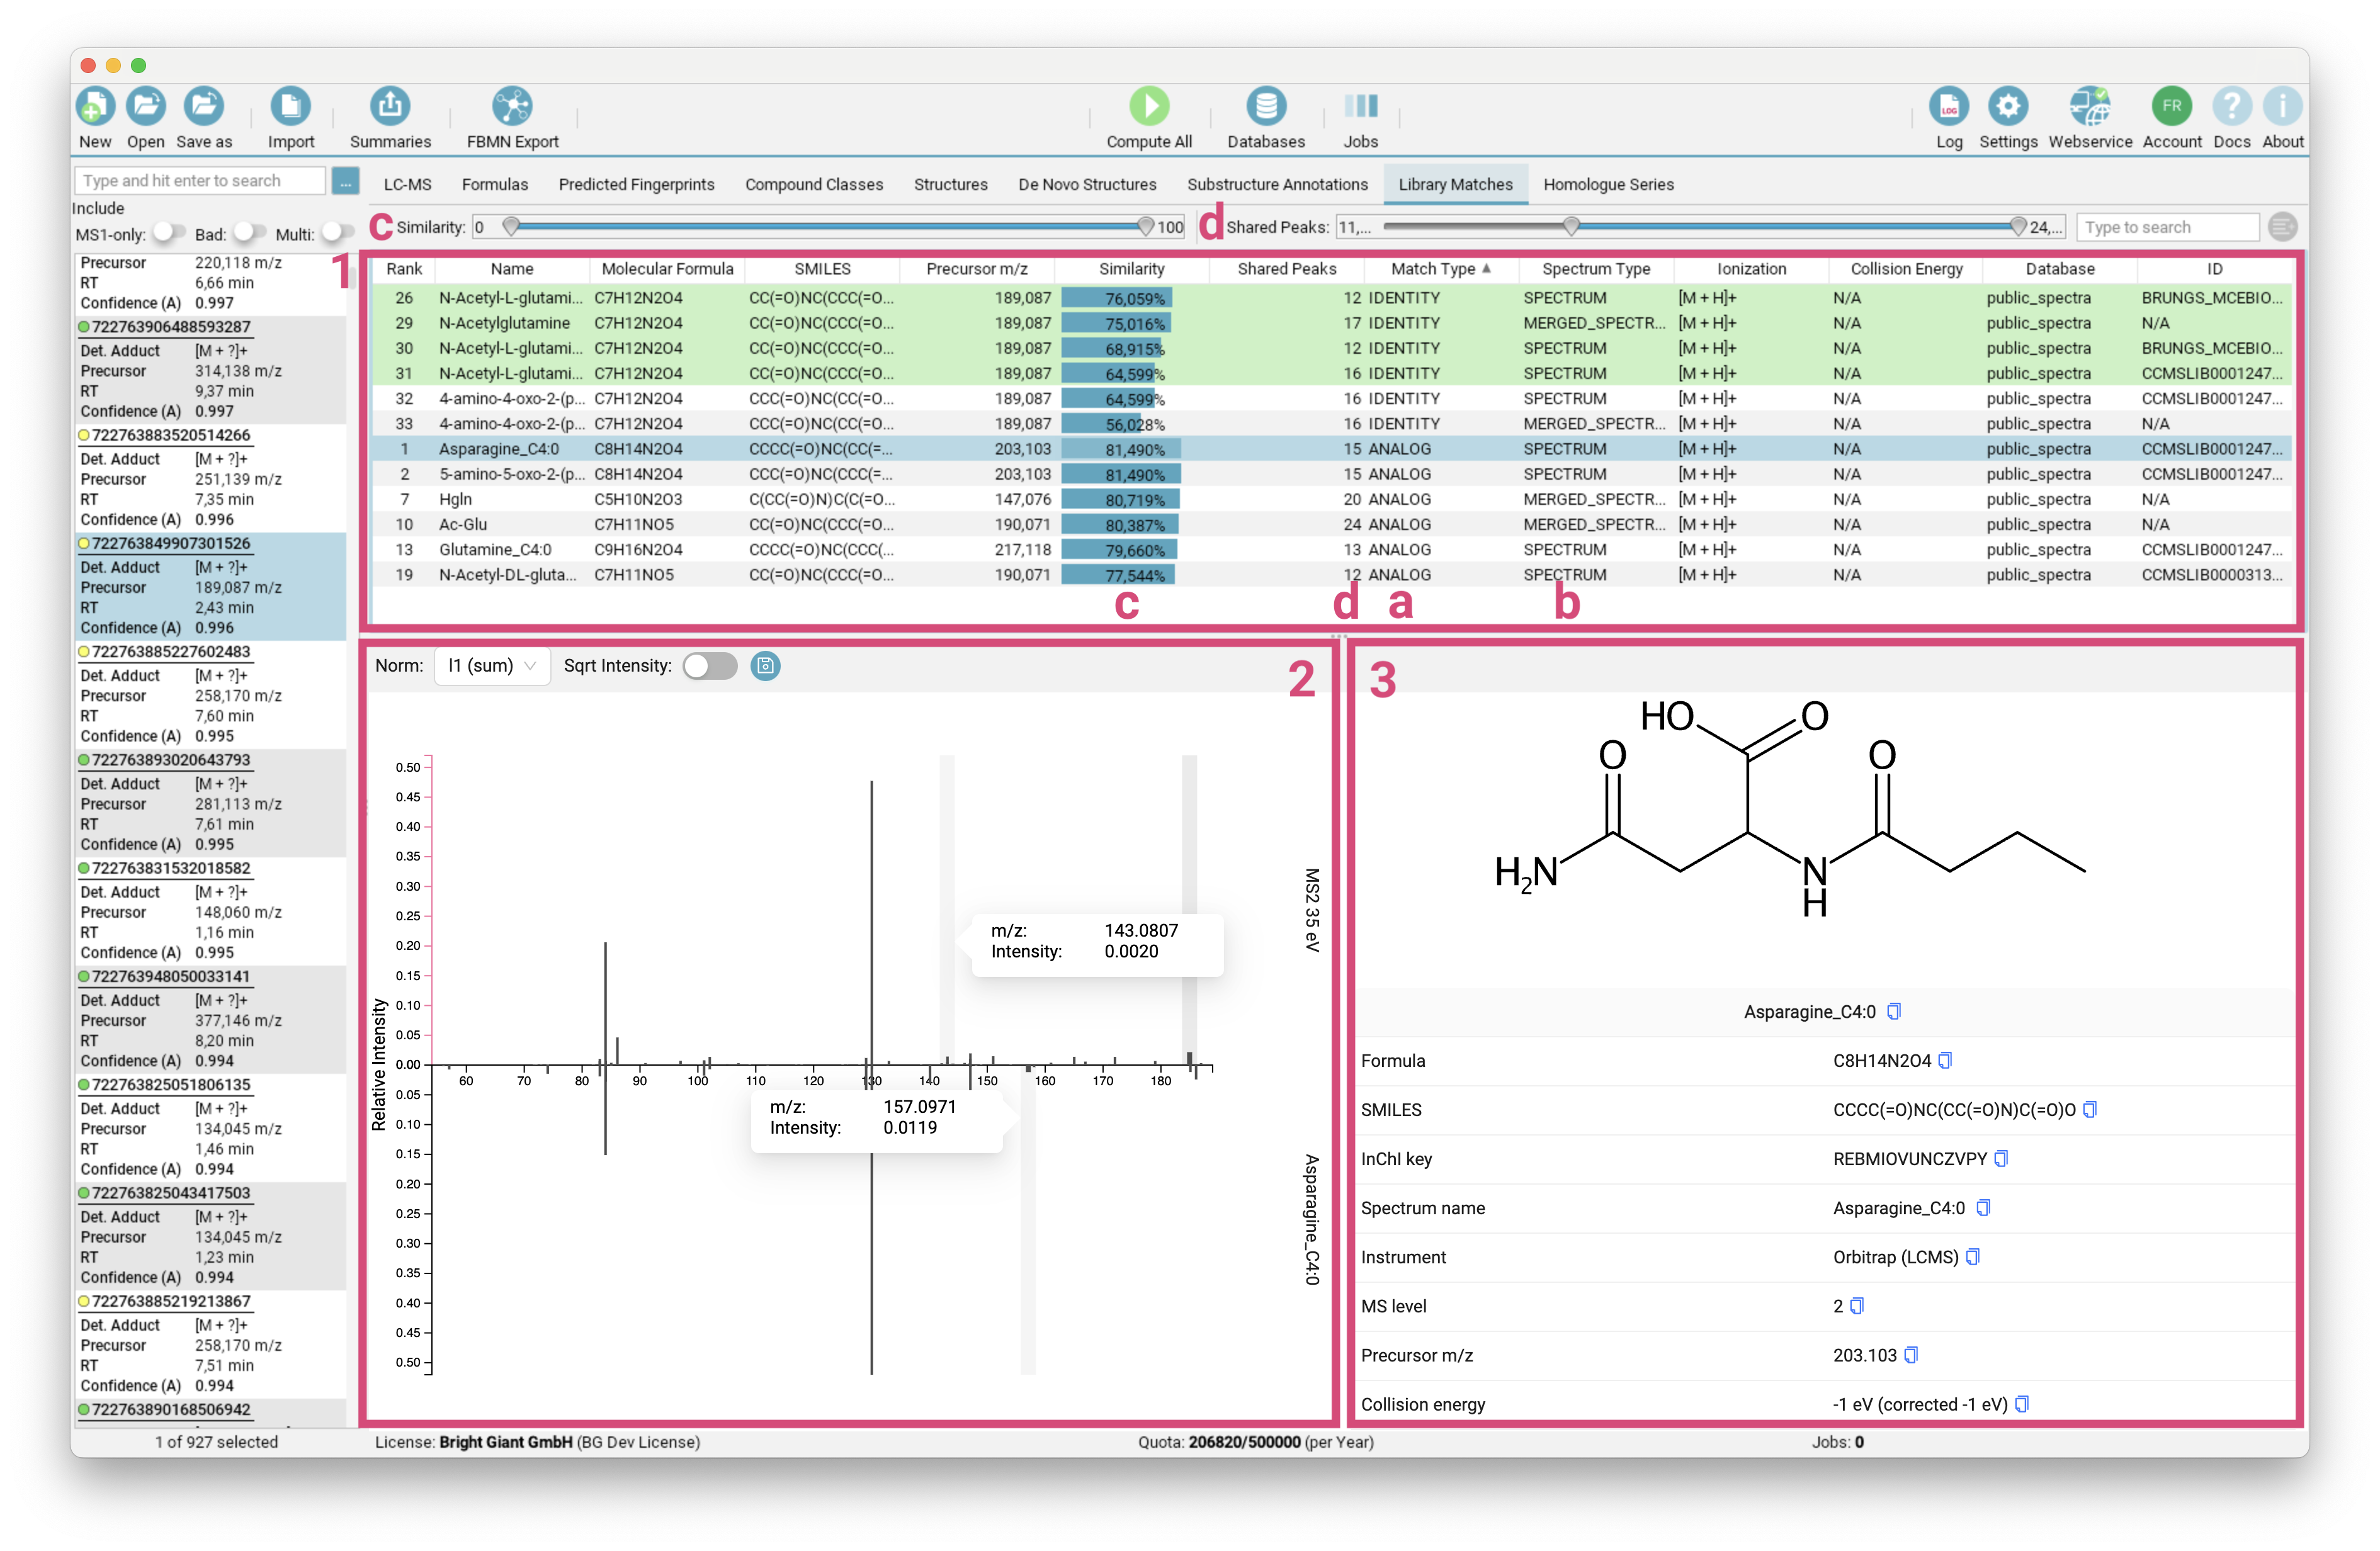 New Open Save as Import Summaries FBMN Export Compute All Databases Jobs LOG Log Settings Webservice FR Account ? Docs i About
Type and hit enter to search ...
LC-MS Formulas Predicted Fingerprints Compound Classes Structures De Novo Structures Substructure Annotations Library Matches Homologue Series
Include
MS1-only: Bad: Multi:
c Similarity: 0 100 d Shared Peaks: 11,... 24,... Type to search
Precursor 220,118 m/z
RT 6,66 min
Confidence (A) 0.997
722763906488593287
Det. Adduct [M + ?]+
Precursor 314,138 m/z
RT 9,37 min
Confidence (A) 0.997
722763883520514266
Det. Adduct [M + ?]+
Precursor 251,139 m/z
RT 7,35 min
Confidence (A) 0.996
722763849907301526
Det. Adduct [M + ?]+
Precursor 189,087 m/z
RT 2,43 min
Confidence (A) 0.996
722763885227602483
Det. Adduct [M + ?]+
Precursor 258,170 m/z
RT 7,60 min
Confidence (A) 0.995
722763893020643793
Det. Adduct [M + ?]+
Precursor 281,113 m/z
RT 7,61 min
Confidence (A) 0.995
722763831532018582
Det. Adduct [M + ?]+
Precursor 148,060 m/z
RT 1,16 min
Confidence (A) 0.995
722763948050033141
Det. Adduct [M + ?]+
Precursor 377,146 m/z
RT 8,20 min
Confidence (A) 0.994
722763825051806135
Det. Adduct [M + ?]+
Precursor 134,045 m/z
RT 1,46 min
Confidence (A) 0.994
722763825043417503
Det. Adduct [M + ?]+
Precursor 134,045 m/z
RT 1,23 min
Confidence (A) 0.994
722763885219213867
Det. Adduct [M + ?]+
Precursor 258,170 m/z
RT 7,51 min
Confidence (A) 0.994
722763890168506942
1
Rank Name Molecular Formula SMILES Precursor m/z Similarity Shared Peaks Match Type Spectrum Type Ionization Collision Energy Database ID
26 N-Acetyl-L-glutami... C7H12N2O4 CC(=O)NC(CCC(=O... 189,087 76,059% 12 IDENTITY SPECTRUM [M + H]+ N/A public_spectra BRUNGS_MCEBIO...
29 N-Acetylglutamine C7H12N2O4 CC(=O)NC(CCC(=O... 189,087 75,016% 17 IDENTITY MERGED_SPECTR... [M + H]+ N/A public_spectra N/A
30 N-Acetyl-L-glutami... C7H12N2O4 CC(=O)NC(CCC(=O... 189,087 68,915% 12 IDENTITY SPECTRUM [M + H]+ N/A public_spectra BRUNGS_MCEBIO...
31 N-Acetyl-L-glutami... C7H12N2O4 CC(=O)NC(CCC(=O... 189,087 64,599% 16 IDENTITY SPECTRUM [M + H]+ N/A public_spectra CCMSLIB0001247...
32 4-amino-4-oxo-2-(p... C7H12N2O4 CCC(=O)NC(CC(=O... 189,087 64,599% 16 IDENTITY SPECTRUM [M + H]+ N/A public_spectra CCMSLIB0001247...
33 4-amino-4-oxo-2-(p... C7H12N2O4 CCC(=O)NC(CC(=O... 189,087 56,028% 16 IDENTITY MERGED_SPECTR... [M + H]+ N/A public_spectra N/A
1 Asparagine_C4:0 C8H14N2O4 CCCC(=O)NC(CC(=... 203,103 81,490% 15 ANALOG SPECTRUM [M + H]+ N/A public_spectra CCMSLIB0001247...
2 5-amino-5-oxo-2-(p... C8H14N2O4 CCC(=O)NC(CCC(=... 203,103 81,490% 15 ANALOG SPECTRUM [M + H]+ N/A public_spectra CCMSLIB0001247...
7 Hgln C5H10N2O3 C(CC(=O)N)C(C(=O... 147,076 80,719% 20 ANALOG MERGED_SPECTR... [M + H]+ N/A public_spectra N/A
10 Ac-Glu C7H11NO5 CC(=O)NC(CCC(=O... 190,071 80,387% 24 ANALOG MERGED_SPECTR... [M + H]+ N/A public_spectra N/A
13 Glutamine_C4:0 C9H16N2O4 CCCC(=O)NC(CCC(... 217,118 79,660% 13 ANALOG SPECTRUM [M + H]+ N/A public_spectra CCMSLIB0001247...
19 N-Acetyl-DL-gluta... C7H11NO5 CC(=O)NC(CCC(=O... 190,071 77,544% 12 ANALOG SPECTRUM [M + H]+ N/A public_spectra CCMSLIB0000313...
c d a b
Norm: l1 (sum) Sqrt Intensity: 2
0.50
0.45
0.40
0.35
0.30
0.25
0.20
0.15
0.10
0.05
0.00
60 70 80 90 100 110 120 130 140 150 160 170 180
0.05
0.10
0.15
0.20
0.25
0.30
0.35
0.40
0.45
0.50
Relative Intensity
m/z: 143.0807
Intensity: 0.0020
m/z: 157.0971
Intensity: 0.0119
MS2 35 eV
Asparagine_C4:0
3
HO O
O O
H2N N
H
Asparagine_C4:0
Formula C8H14N2O4
SMILES CCCC(=O)NC(CC(=O)N)C(=O)O
InChI key REBMIOVUNCZVPY
Spectrum name Asparagine_C4:0
Instrument Orbitrap (LCMS)
MS level 2
Precursor m/z 203.103
Collision energy -1 eV (corrected -1 eV)
1 of 927 selected License: Bright Giant GmbH (BG Dev License) Quota: 206820/500000 (per Year) Jobs: 0